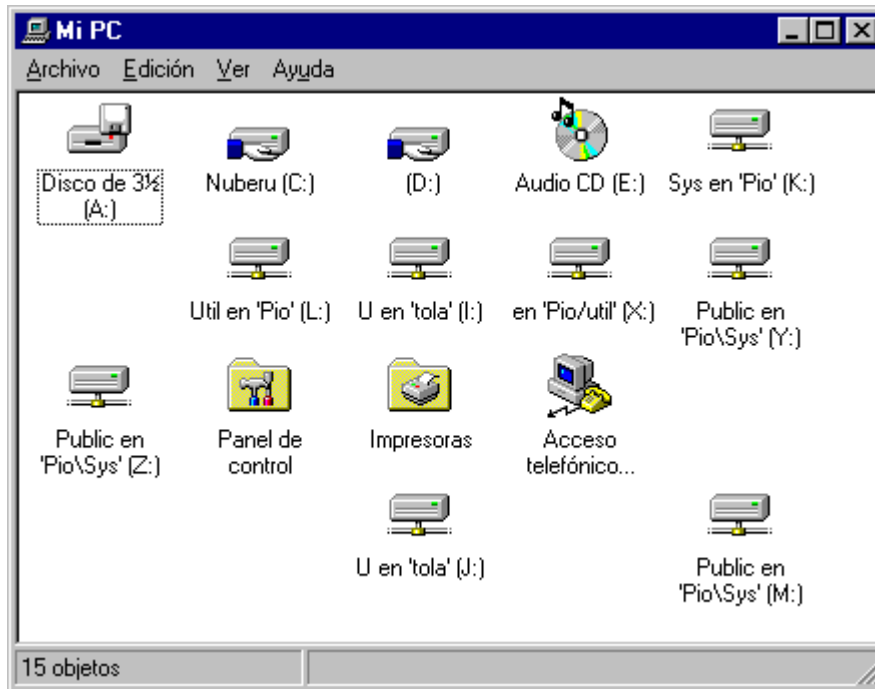 Mi PC
Archivo Edición Ver Ayuda
Disco de 3½
(A:)
Nuberu (C:)
(D:)
Audio CD (E:)
Sys en 'Pio' (K:)
Util en 'Pio' (L:)
U en 'tola' (I:)
en 'Pio/util' (X:)
Public en
'Pio\Sys' (Y:)
Public en
'Pio\Sys' (Z:)
Panel de
control
Impresoras
Acceso
telefónico...
U en 'tola' (J:)
Public en
'Pio\Sys' (M:)
15 objetos